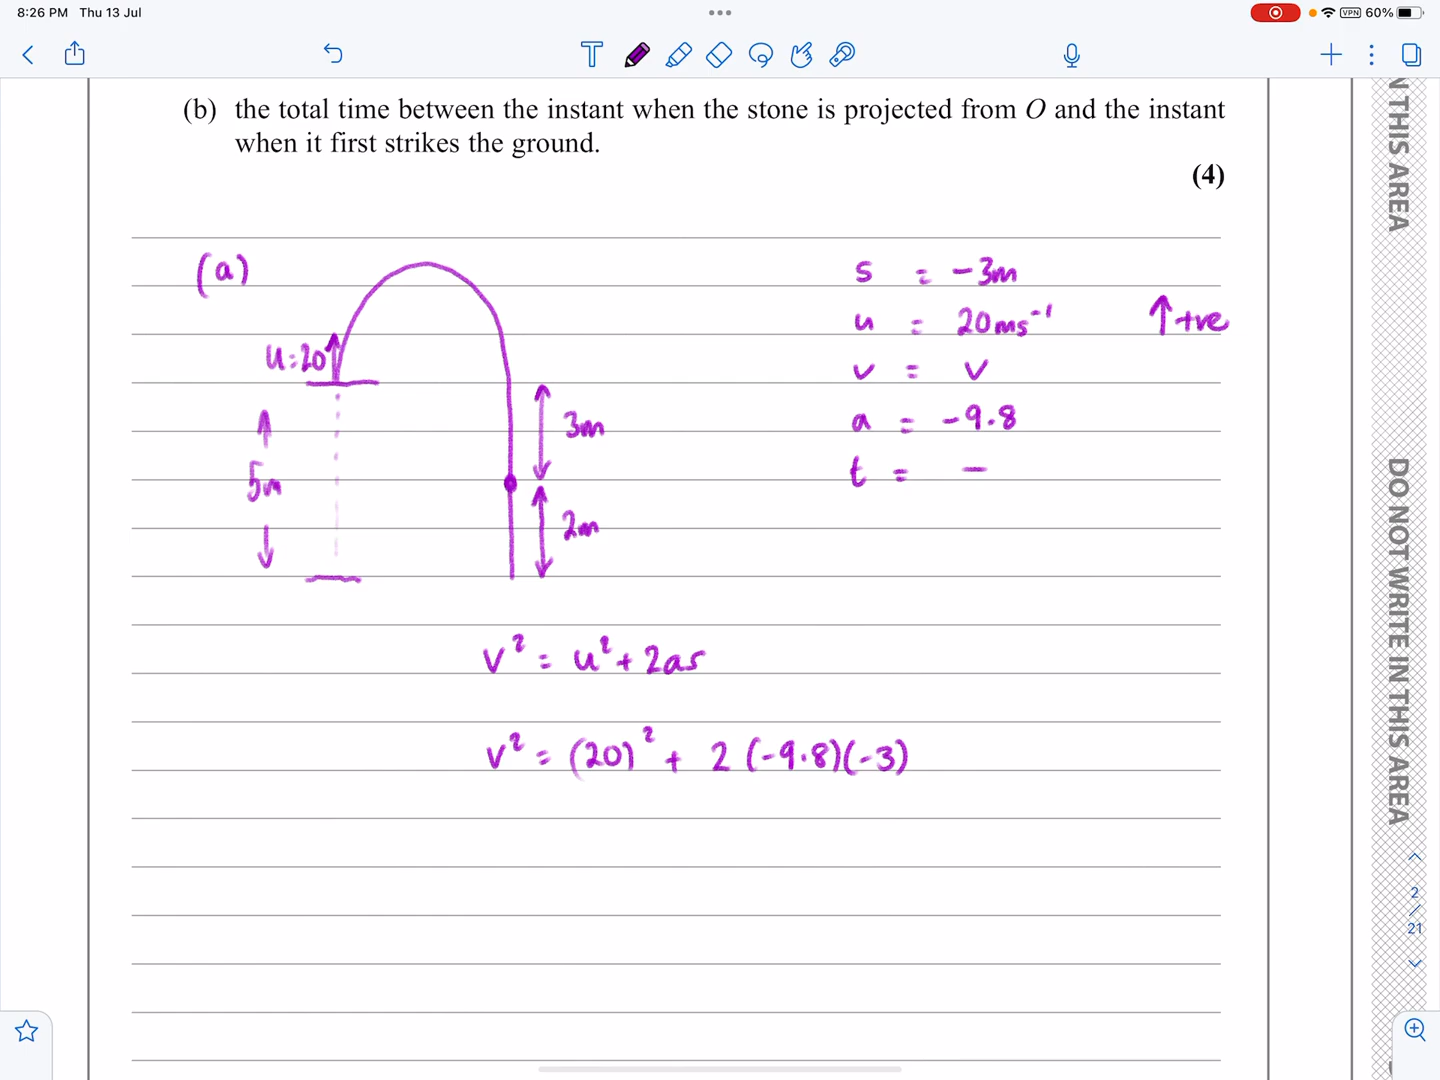 8:26 PM Thu 13 Jul
VPN 60%
(b) the total time between the instant when the stone is projected from O and the instant
when it first strikes the ground.
(4)
(a)
u=20
5m
3m
2m
s = -3m
u = 20ms⁻¹
v = v
a = -9.8
t = -
↑+ve
v² = u² + 2as
v² = (20)² + 2(-9.8)(-3)
N THIS AREA
DO NOT WRITE IN THIS AREA
2
/
21